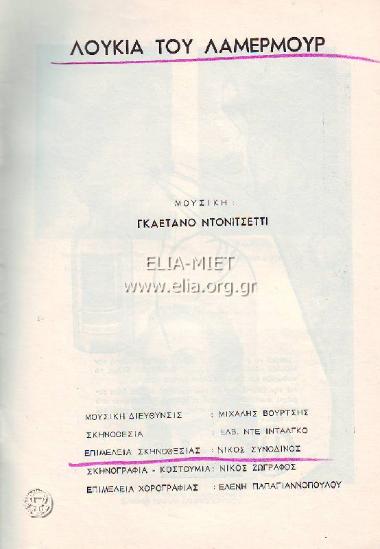 ΛΟΥΚΙΑ ΤΟΥ ΛΑΜΕΡΜΟΥΡ
ΜΟΥΣΙΚΗ :
ΓΚΑΕΤΑΝΟ ΝΤΟΝΙΤΣΕΤΤΙ
ELIA-MIET
www.elia.org.gr
ΜΟΥΣΙΚΗ ΔΙΕΥΘΥΝΣΙΣ : ΜΙΧΑΛΗΣ ΒΟΥΡΤΣΗΣ
ΣΚΗΝΟΘΕΣΙΑ : ΕΛΒ. ΝΤΕ ΙΝΤΑΛΓΚΟ
ΕΠΙΜΕΛΕΙΑ ΣΚΗΝΟΘΕΣΙΑΣ : ΝΙΚΟΣ ΣΥΝΟΔΙΝΟΣ
ΣΚΗΝΟΓΡΑΦΙΑ - ΚΟΣΤΟΥΜΙΑ : ΝΙΚΟΣ ΖΩΓΡΑΦΟΣ
ΕΠΙΜΕΛΕΙΑ ΧΟΡΟΓΡΑΦΙΑΣ : ΕΛΕΝΗ ΠΑΠΑΓΙΑΝΝΟΠΟΥΛΟΥ